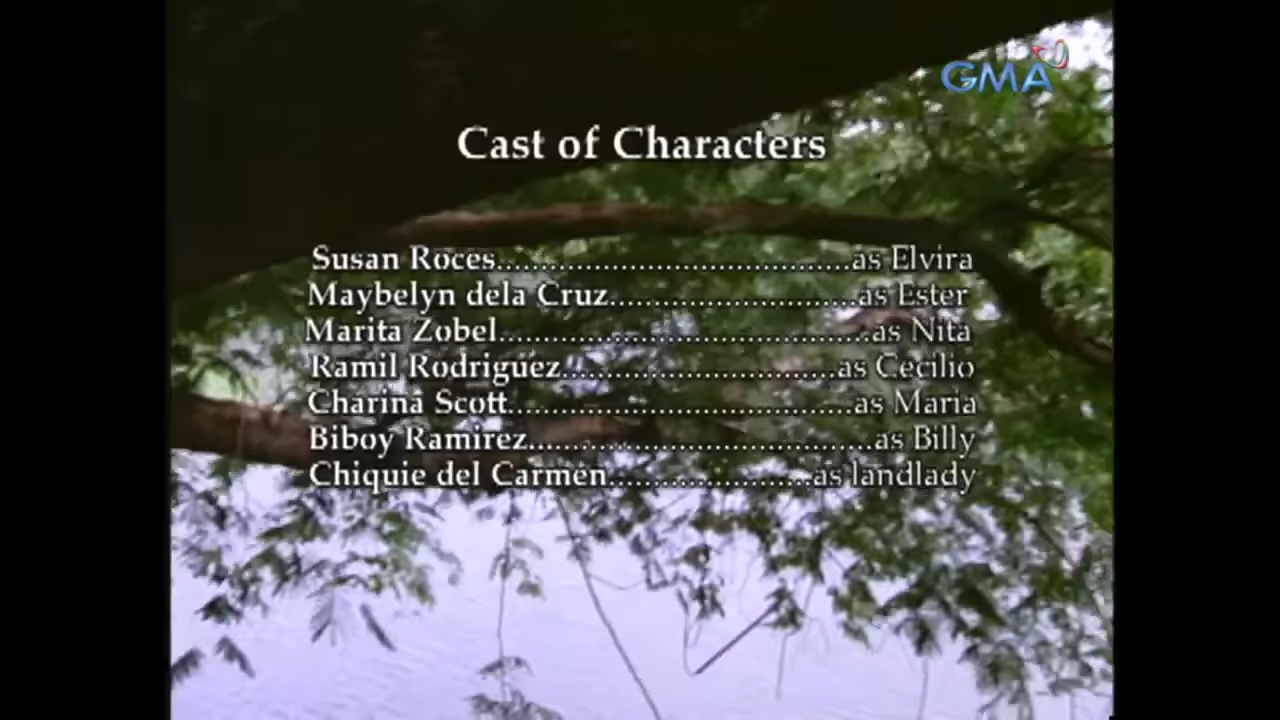 GMA
Cast of Characters
Susan Roces........................................as Elvira
Maybelyn dela Cruz............................as Ester
Marita Zobel..........................................as Nita
Ramil Rodriguez...............................as Cecilio
Charina Scott.......................................as Maria
Biboy Ramirez.......................................as Billy
Chiquie del Carmen.......................as landlady